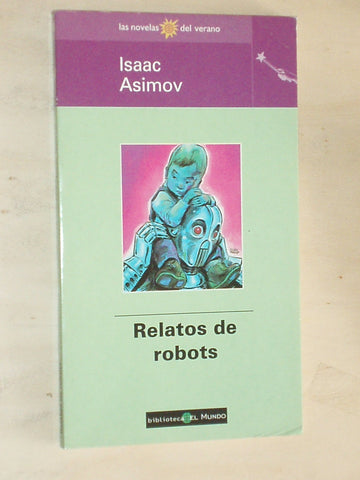 las novelas del verano
Isaac
Asimov
Relatos de
robots
biblioteca EL MUNDO